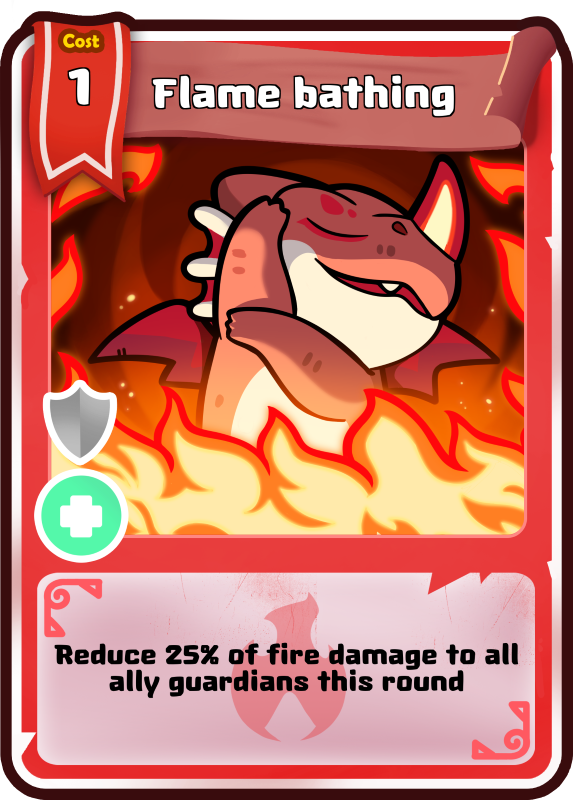 Cost
1
Flame bathing
Reduce 25% of fire damage to all
ally guardians this round